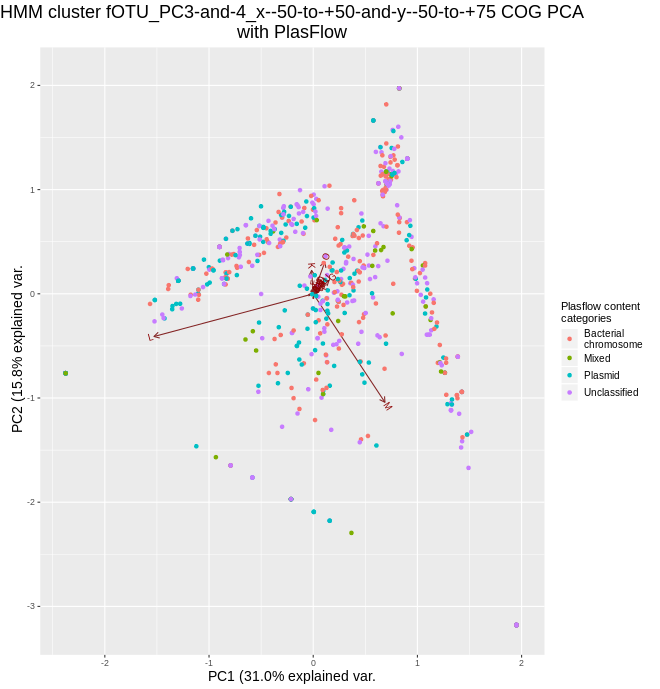 HMM cluster fOTU_PC3-and-4_x--50-to-+50-and-y--50-to-+75 COG PCA
with PlasFlow
PC2 (15.8% explained var.
2
1
0
-1
-2
-3
L
K
M
-2
-1
0
1
2
PC1 (31.0% explained var.
Plasflow content
categories
Bacterial
chromosome
Mixed
Plasmid
Unclassified